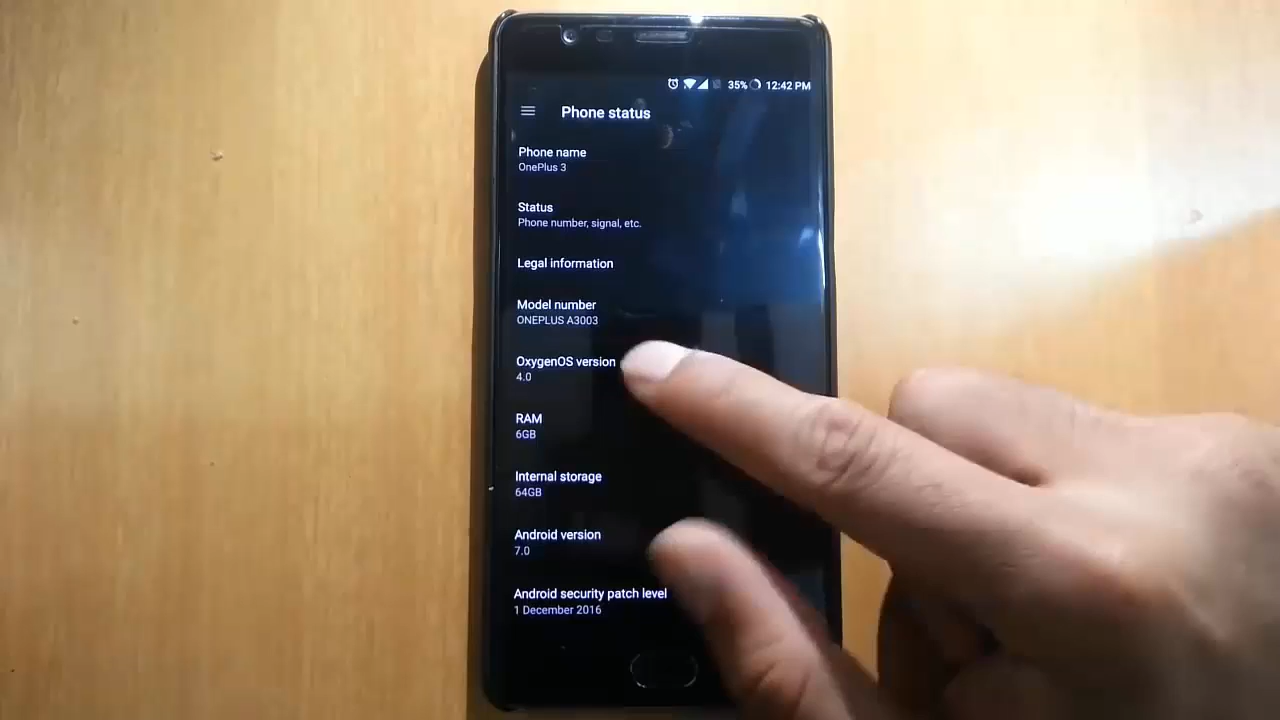 35% 12:42 PM
Phone status
Phone name
OnePlus 3
Status
Phone number, signal, etc.
Legal information
Model number
ONEPLUS A3003
OxygenOS version
4.0
RAM
6GB
Internal storage
64GB
Android version
7.0
Android security patch level
1 December 2016